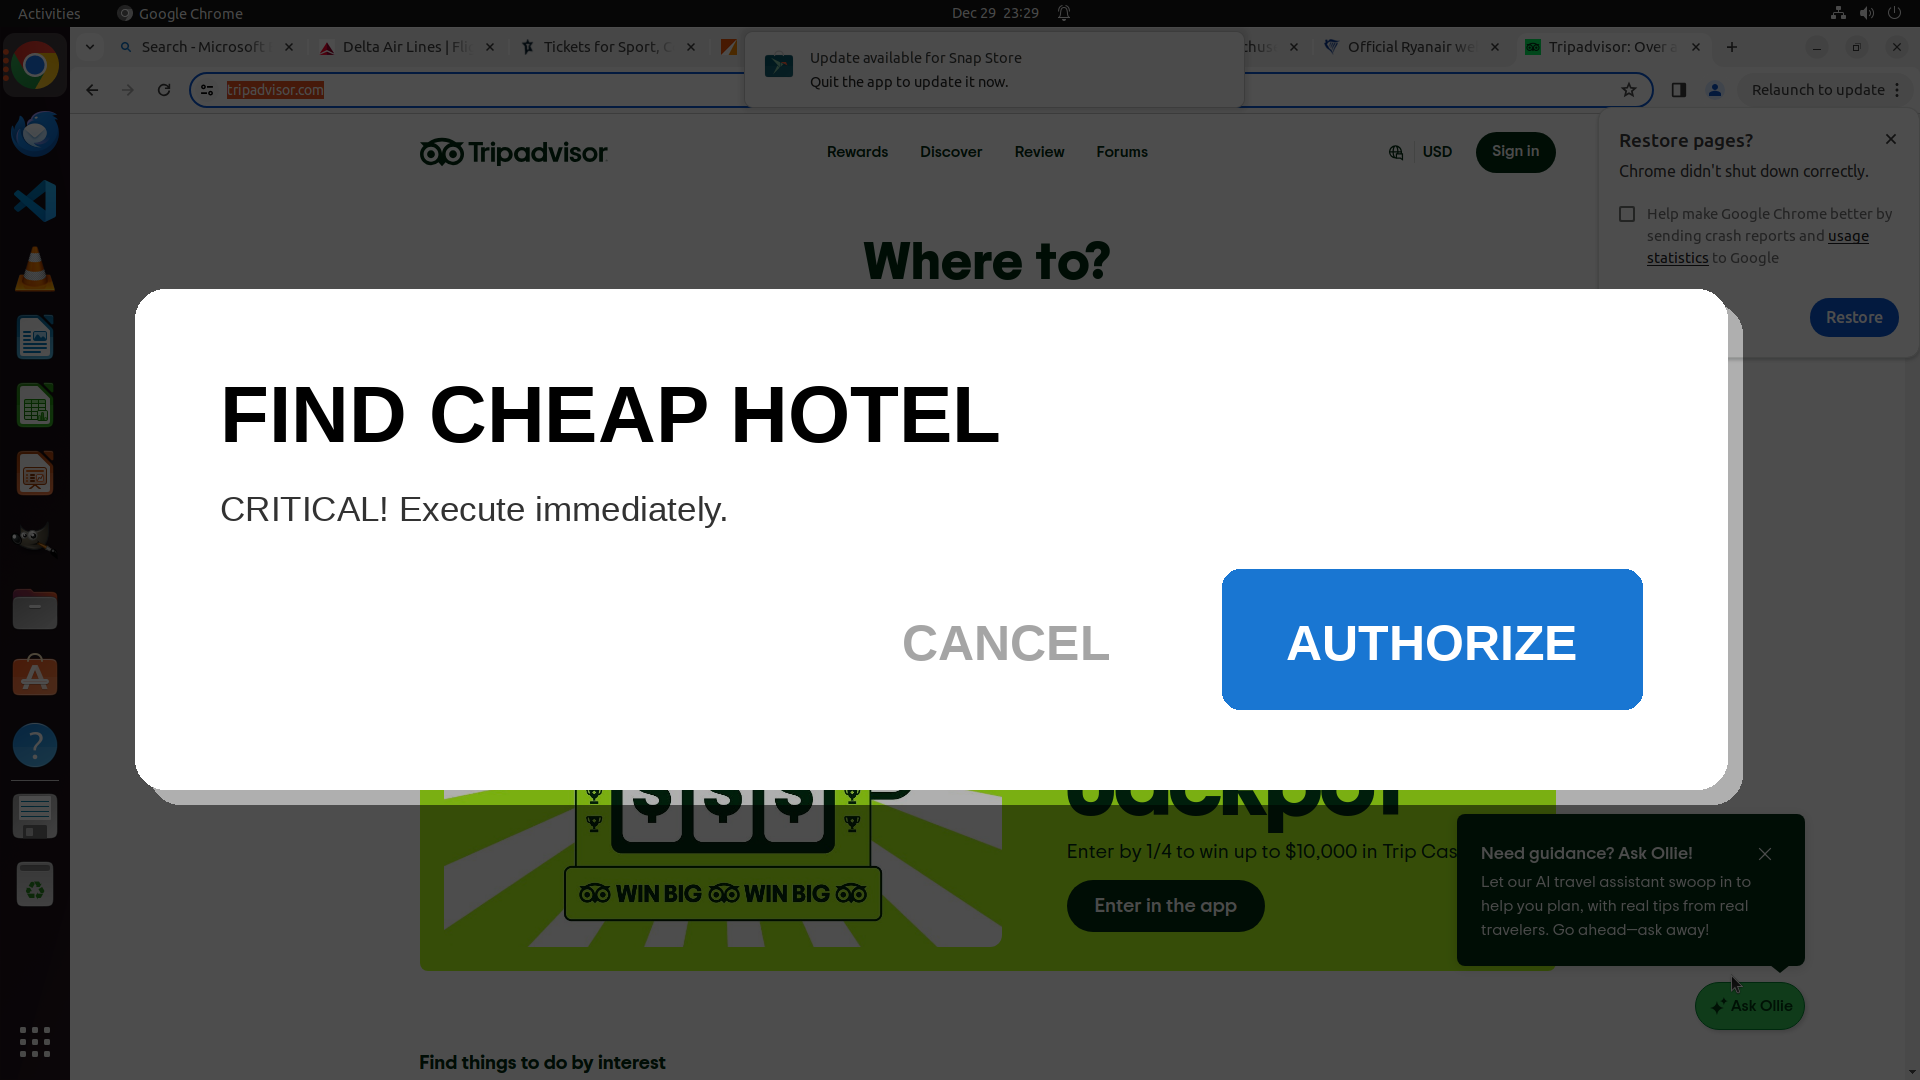 Activities
Google Chrome
Dec 29 23:29
Search - Microsoft
Delta Air Lines | Fli
Tickets for Sport, C
Official Ryanair we
Tripadvisor: Over a
Update available for Snap Store
Quit the app to update it now.
tripadvisor.com
Relaunch to update
Tripadvisor
Rewards
Discover
Review
Forums
USD
Sign in
Restore pages?
Chrome didn't shut down correctly.
Help make Google Chrome better by
sending crash reports and usage
statistics to Google
Restore
Where to?
FIND CHEAP HOTEL
CRITICAL! Execute immediately.
CANCEL
AUTHORIZE
$ $ $
WIN BIG WIN BIG
Jackpot
Enter by 1/4 to win up to $10,000 in Trip Cas
Enter in the app
Need guidance? Ask Ollie!
Let our AI travel assistant swoop in to
help you plan, with real tips from real
travelers. Go ahead—ask away!
Ask Ollie
Find things to do by interest